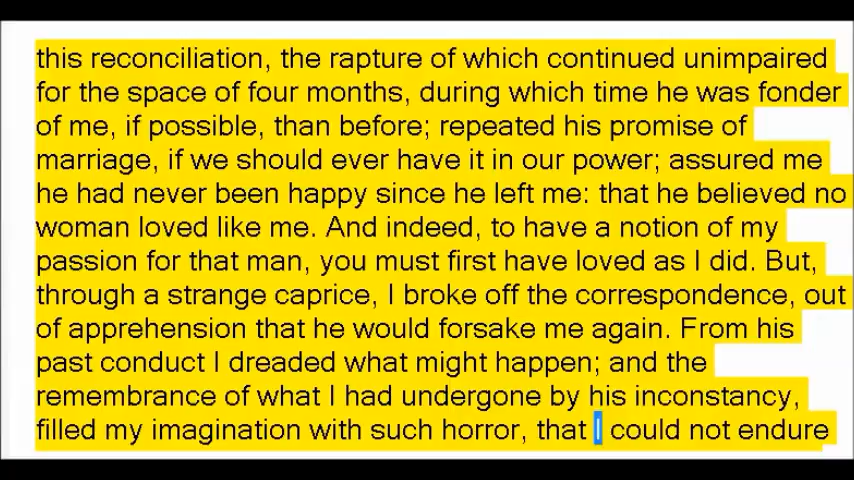 this reconciliation, the rapture of which continued unimpaired
for the space of four months, during which time he was fonder
of me, if possible, than before; repeated his promise of
marriage, if we should ever have it in our power; assured me
he had never been happy since he left me: that he believed no
woman loved like me. And indeed, to have a notion of my
passion for that man, you must first have loved as I did. But,
through a strange caprice, I broke off the correspondence, out
of apprehension that he would forsake me again. From his
past conduct I dreaded what might happen; and the
remembrance of what I had undergone by his inconstancy,
filled my imagination with such horror, that I could not endure